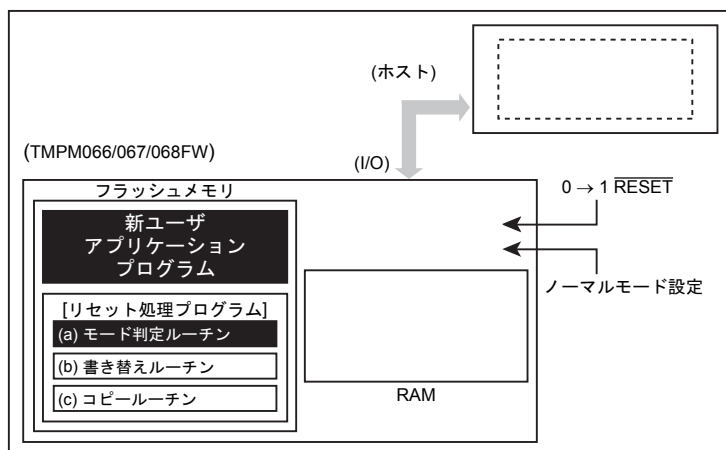 (ホスト)
(TMPM066/067/068FW)
(I/O)
フラッシュメモリ
0 → 1 RESET
新ユーザ
アプリケーション
プログラム
ノーマルモード設定
[リセット処理プログラム]
(a) モード判定ルーチン
(b) 書き替えルーチン
(c) コピールーチン
RAM